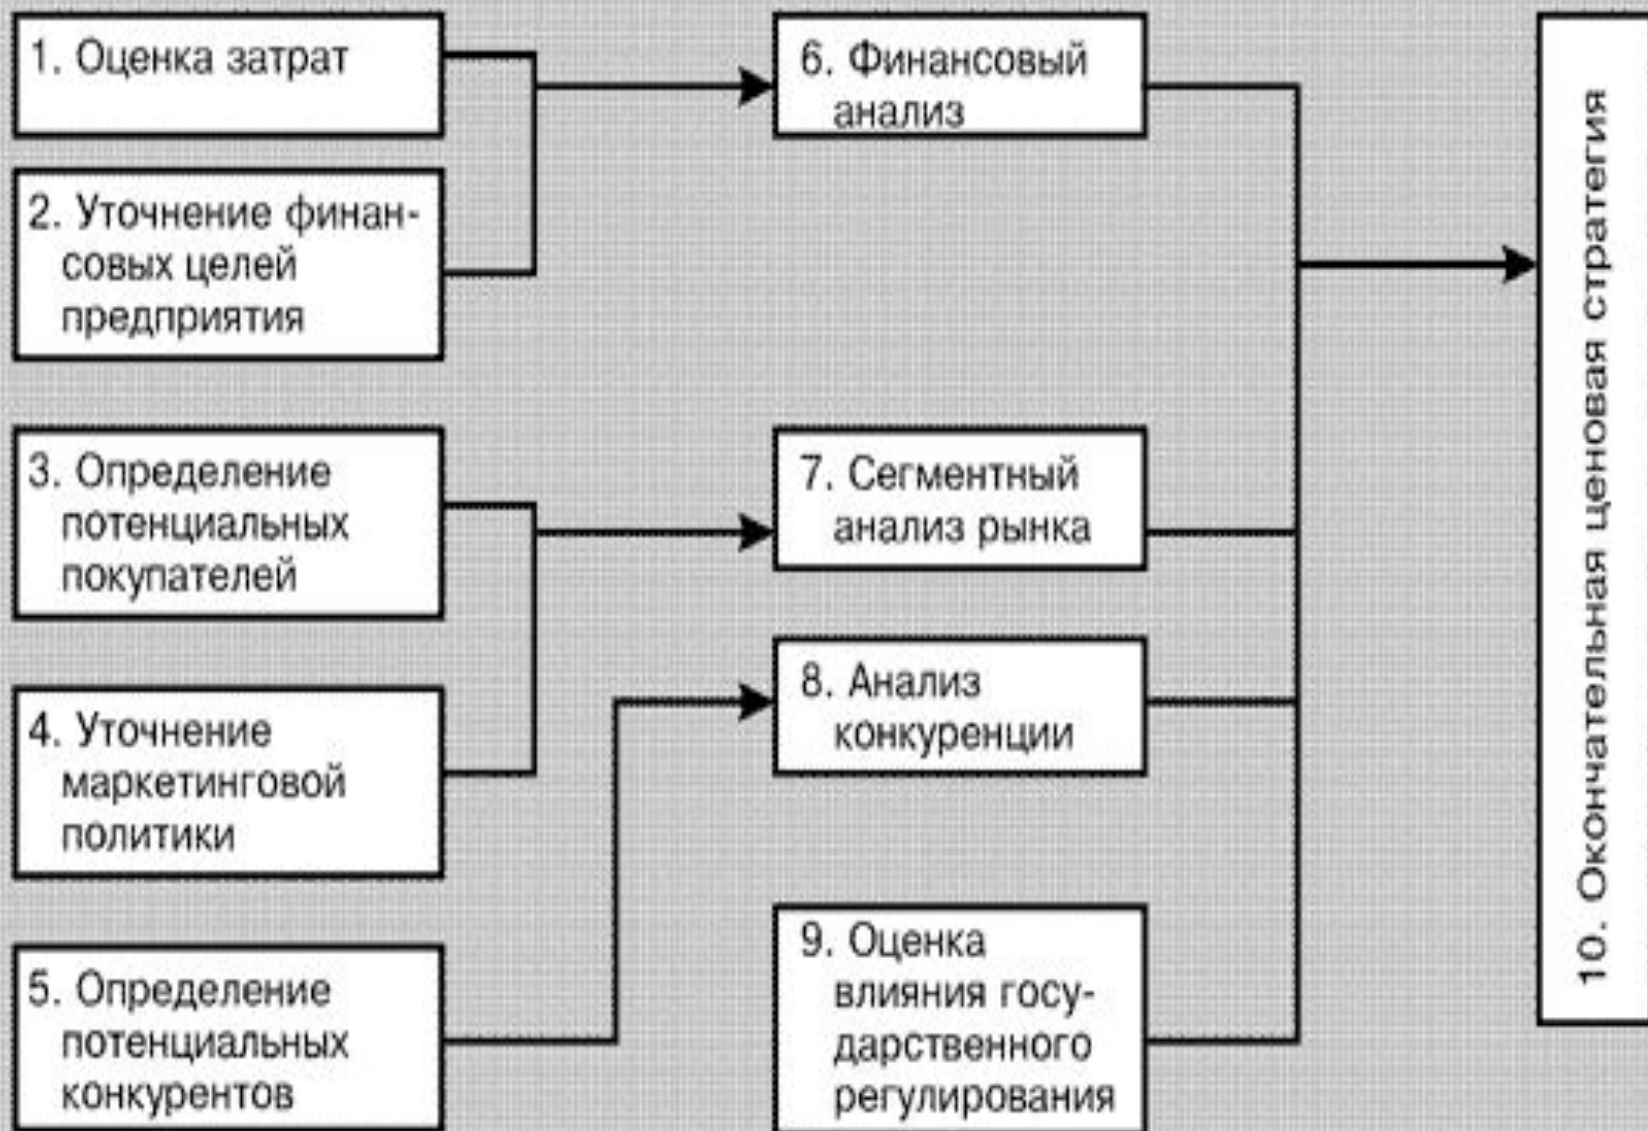 1. Оценка затрат
2. Уточнение финан-
совых целей
предприятия
3. Определение
потенциальных
покупателей
4. Уточнение
маркетинговой
политики
5. Определение
потенциальных
конкурентов
6. Финансовый
анализ
7. Сегментный
анализ рынка
8. Анализ
конкуренции
9. Оценка
влияния госу-
дарственного
регулирования
10. Окончательная ценовая стратегия